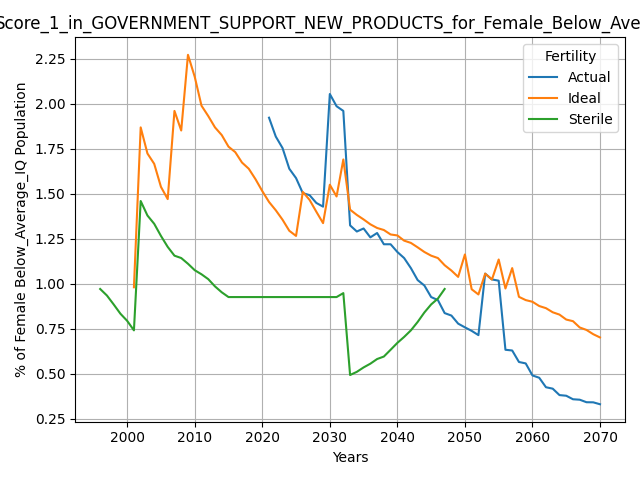 Score_1_in_GOVERNMENT_SUPPORT_NEW_PRODUCTS_for_Female_Below_Ave
% of Female Below_Average_IQ Population
2.25
2.00
1.75
1.50
1.25
1.00
0.75
0.50
0.25
Fertility
Actual
Ideal
Sterile
2000 2010 2020 2030 2040 2050 2060 2070
Years